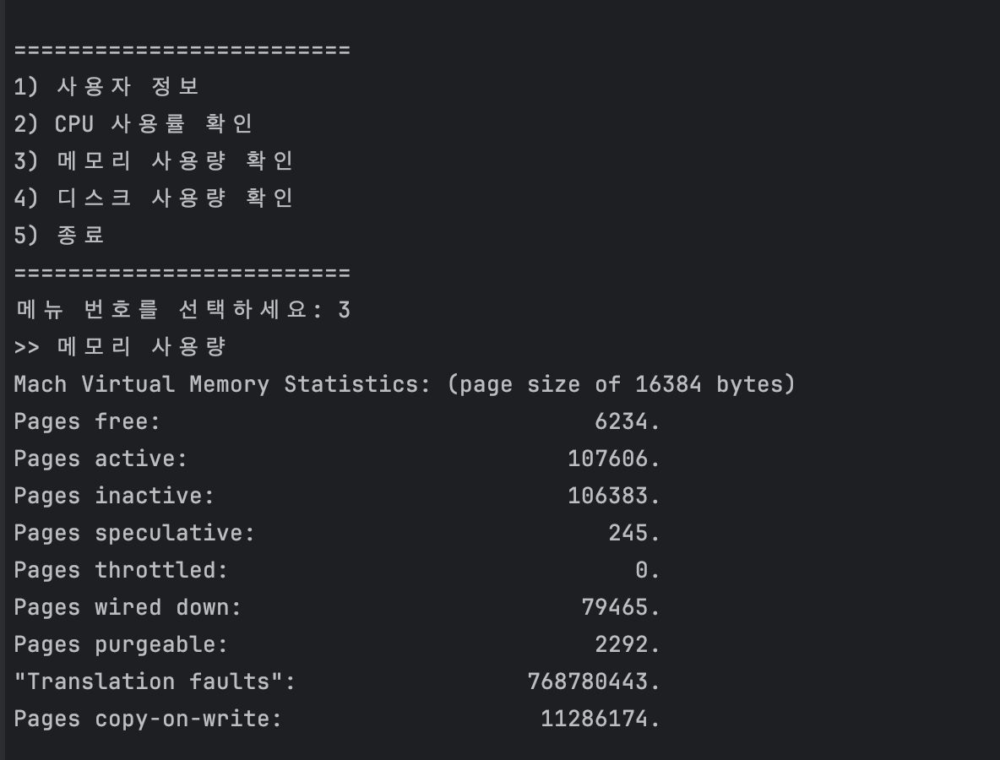 =========================
1) 사용자 정보
2) CPU 사용률 확인
3) 메모리 사용량 확인
4) 디스크 사용량 확인
5) 종료
=========================
메뉴 번호를 선택하세요: 3
>> 메모리 사용량
Mach Virtual Memory Statistics: (page size of 16384 bytes)
Pages free:                                6234.
Pages active:                            107606.
Pages inactive:                          106383.
Pages speculative:                          245.
Pages throttled:                              0.
Pages wired down:                         79465.
Pages purgeable:                           2292.
"Translation faults":                 768780443.
Pages copy-on-write:                   11286174.